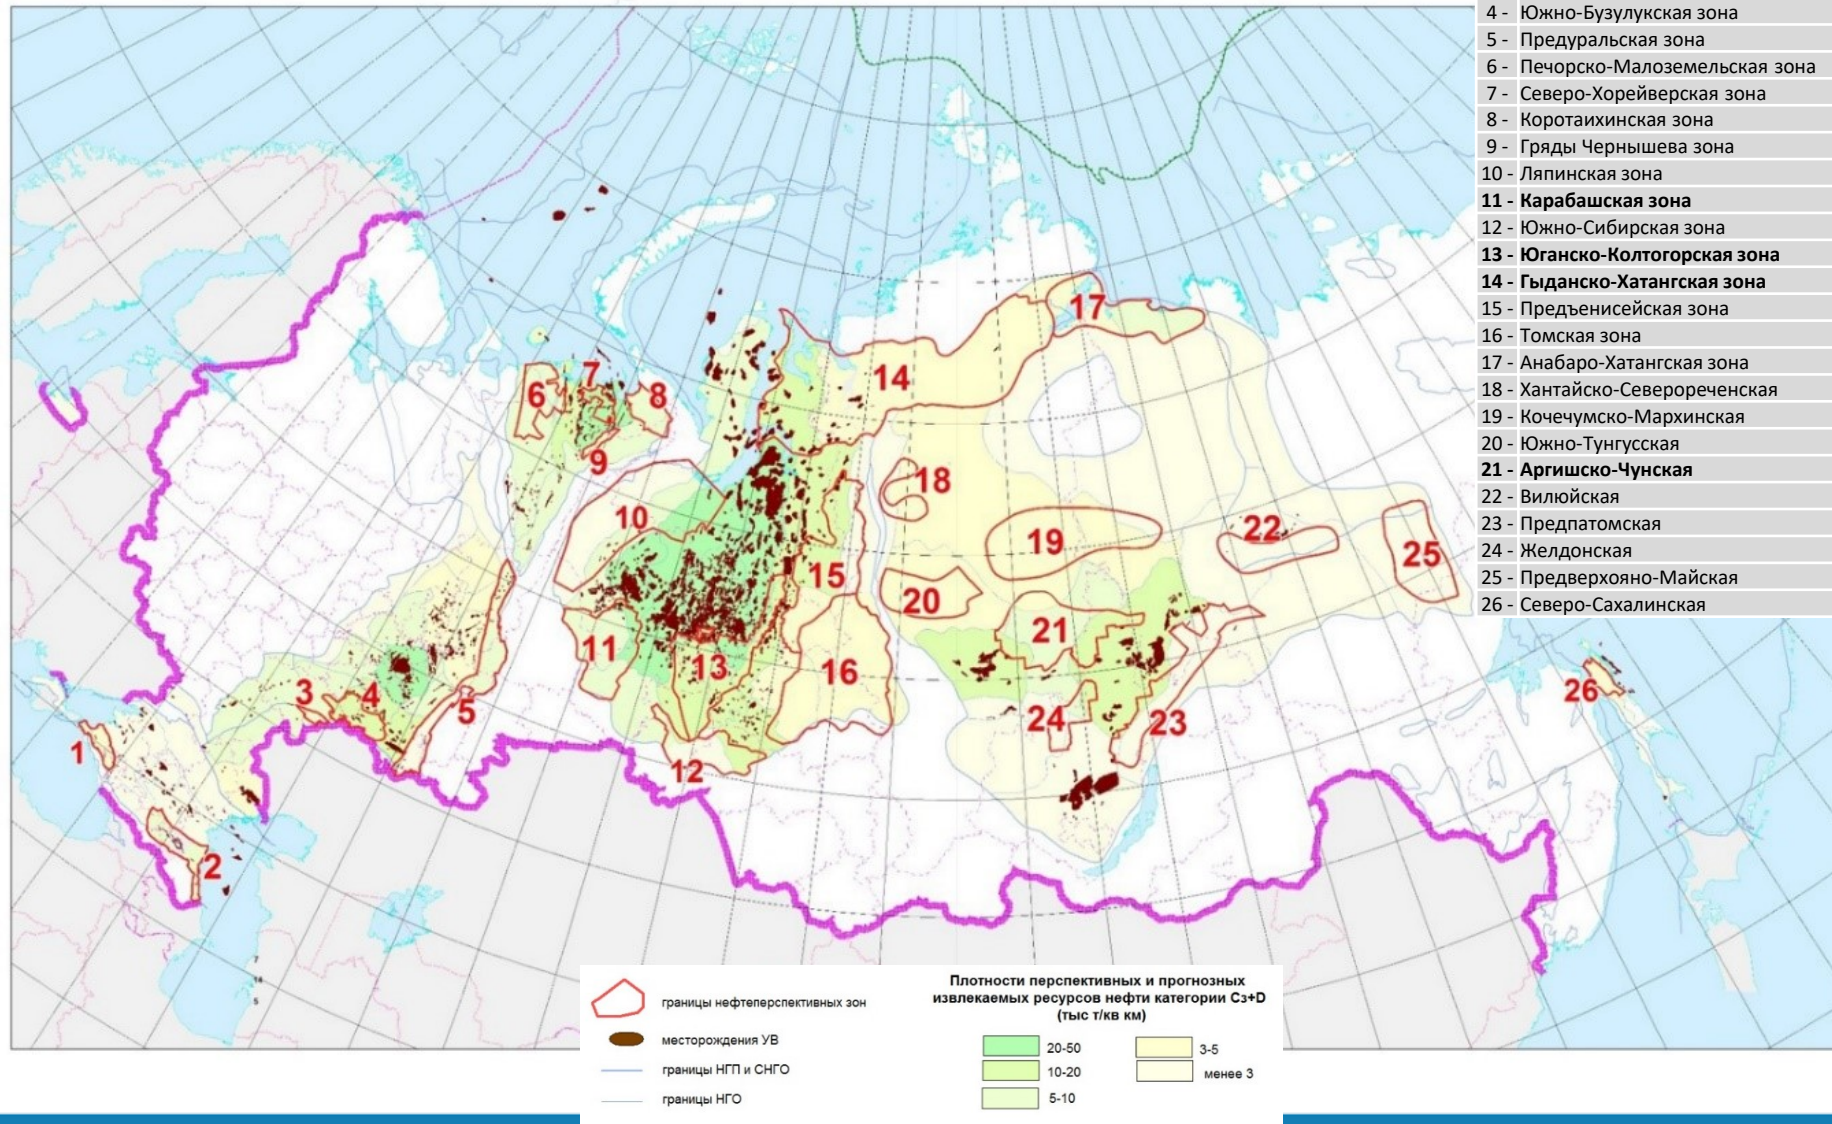 4 - Южно-Бузулукская зона
5 - Предуральская зона
6 - Печорско-Малоземельская зона
7 - Северо-Хорейверская зона
8 - Коротаихинская зона
9 - Гряды Чернышева зона
10 - Ляпинская зона
11 - Карабашская зона
12 - Южно-Сибирская зона
13 - Юганско-Колтогорская зона
14 - Гыданско-Хатангская зона
15 - Предъенисейская зона
16 - Томская зона
17 - Анабаро-Хатангская зона
18 - Хантайско-Северореченская
19 - Кочечумско-Мархинская
20 - Южно-Тунгусская
21 - Аргишско-Чунская
22 - Вилюйская
23 - Предпатомская
24 - Желдонская
25 - Предверхояно-Майская
26 - Северо-Сахалинская
17
14
7
6
8
9
18
10
19
22
25
15
20
11
21
13
16
3
4
5
26
24
23
1
12
2
7
14
5
границы нефтеперспективных зон
месторождения УВ
границы НГП и СНГО
границы НГО
Плотности перспективных и прогнозных
извлекаемых ресурсов нефти категории С3+D
(тыс т/кв км)
20-50
10-20
5-10
3-5
менее 3